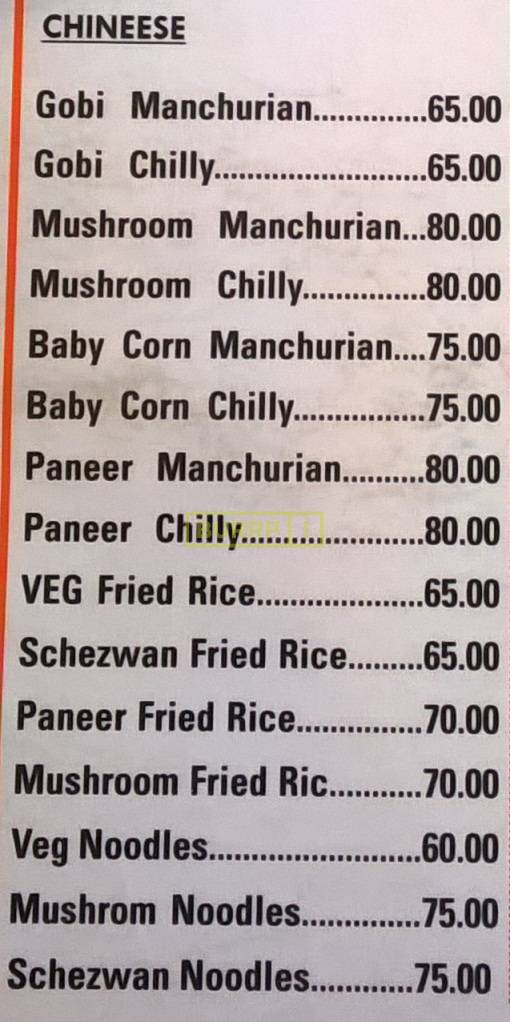 CHINEESE
Gobi Manchurian..............65.00
Gobi Chilly..........................65.00
Mushroom Manchurian...80.00
Mushroom Chilly...............80.00
Baby Corn Manchurian....75.00
Baby Corn Chilly................75.00
Paneer Manchurian..........80.00
Paneer Chilly.......................80.00
VEG Fried Rice....................65.00
Schezwan Fried Rice.........65.00
Paneer Fried Rice...............70.00
Mushroom Fried Ric...........70.00
Veg Noodles..........................60.00
Mushrom Noodles..............75.00
Schezwan Noodles............75.00